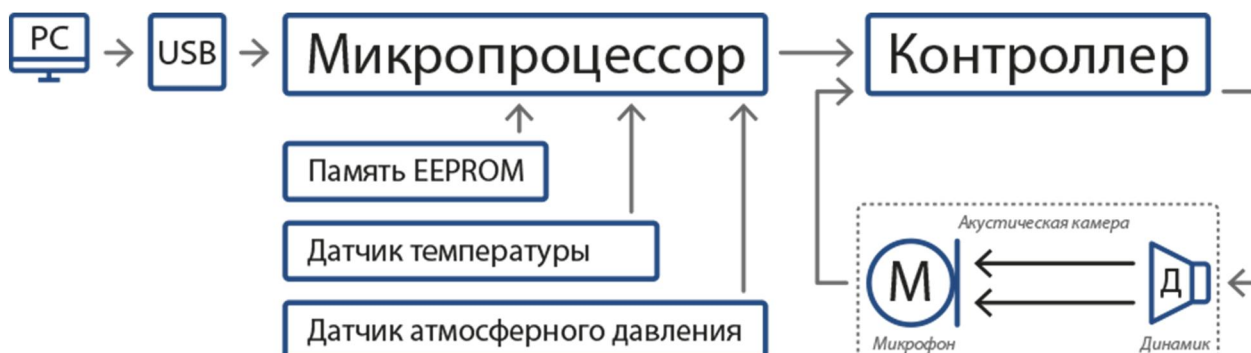 PC
USB
Микропроцессор
Контроллер
Память EEPROM
Датчик температуры
Датчик атмосферного давления
Акустическая камера
М
Д
Микрофон
Динамик